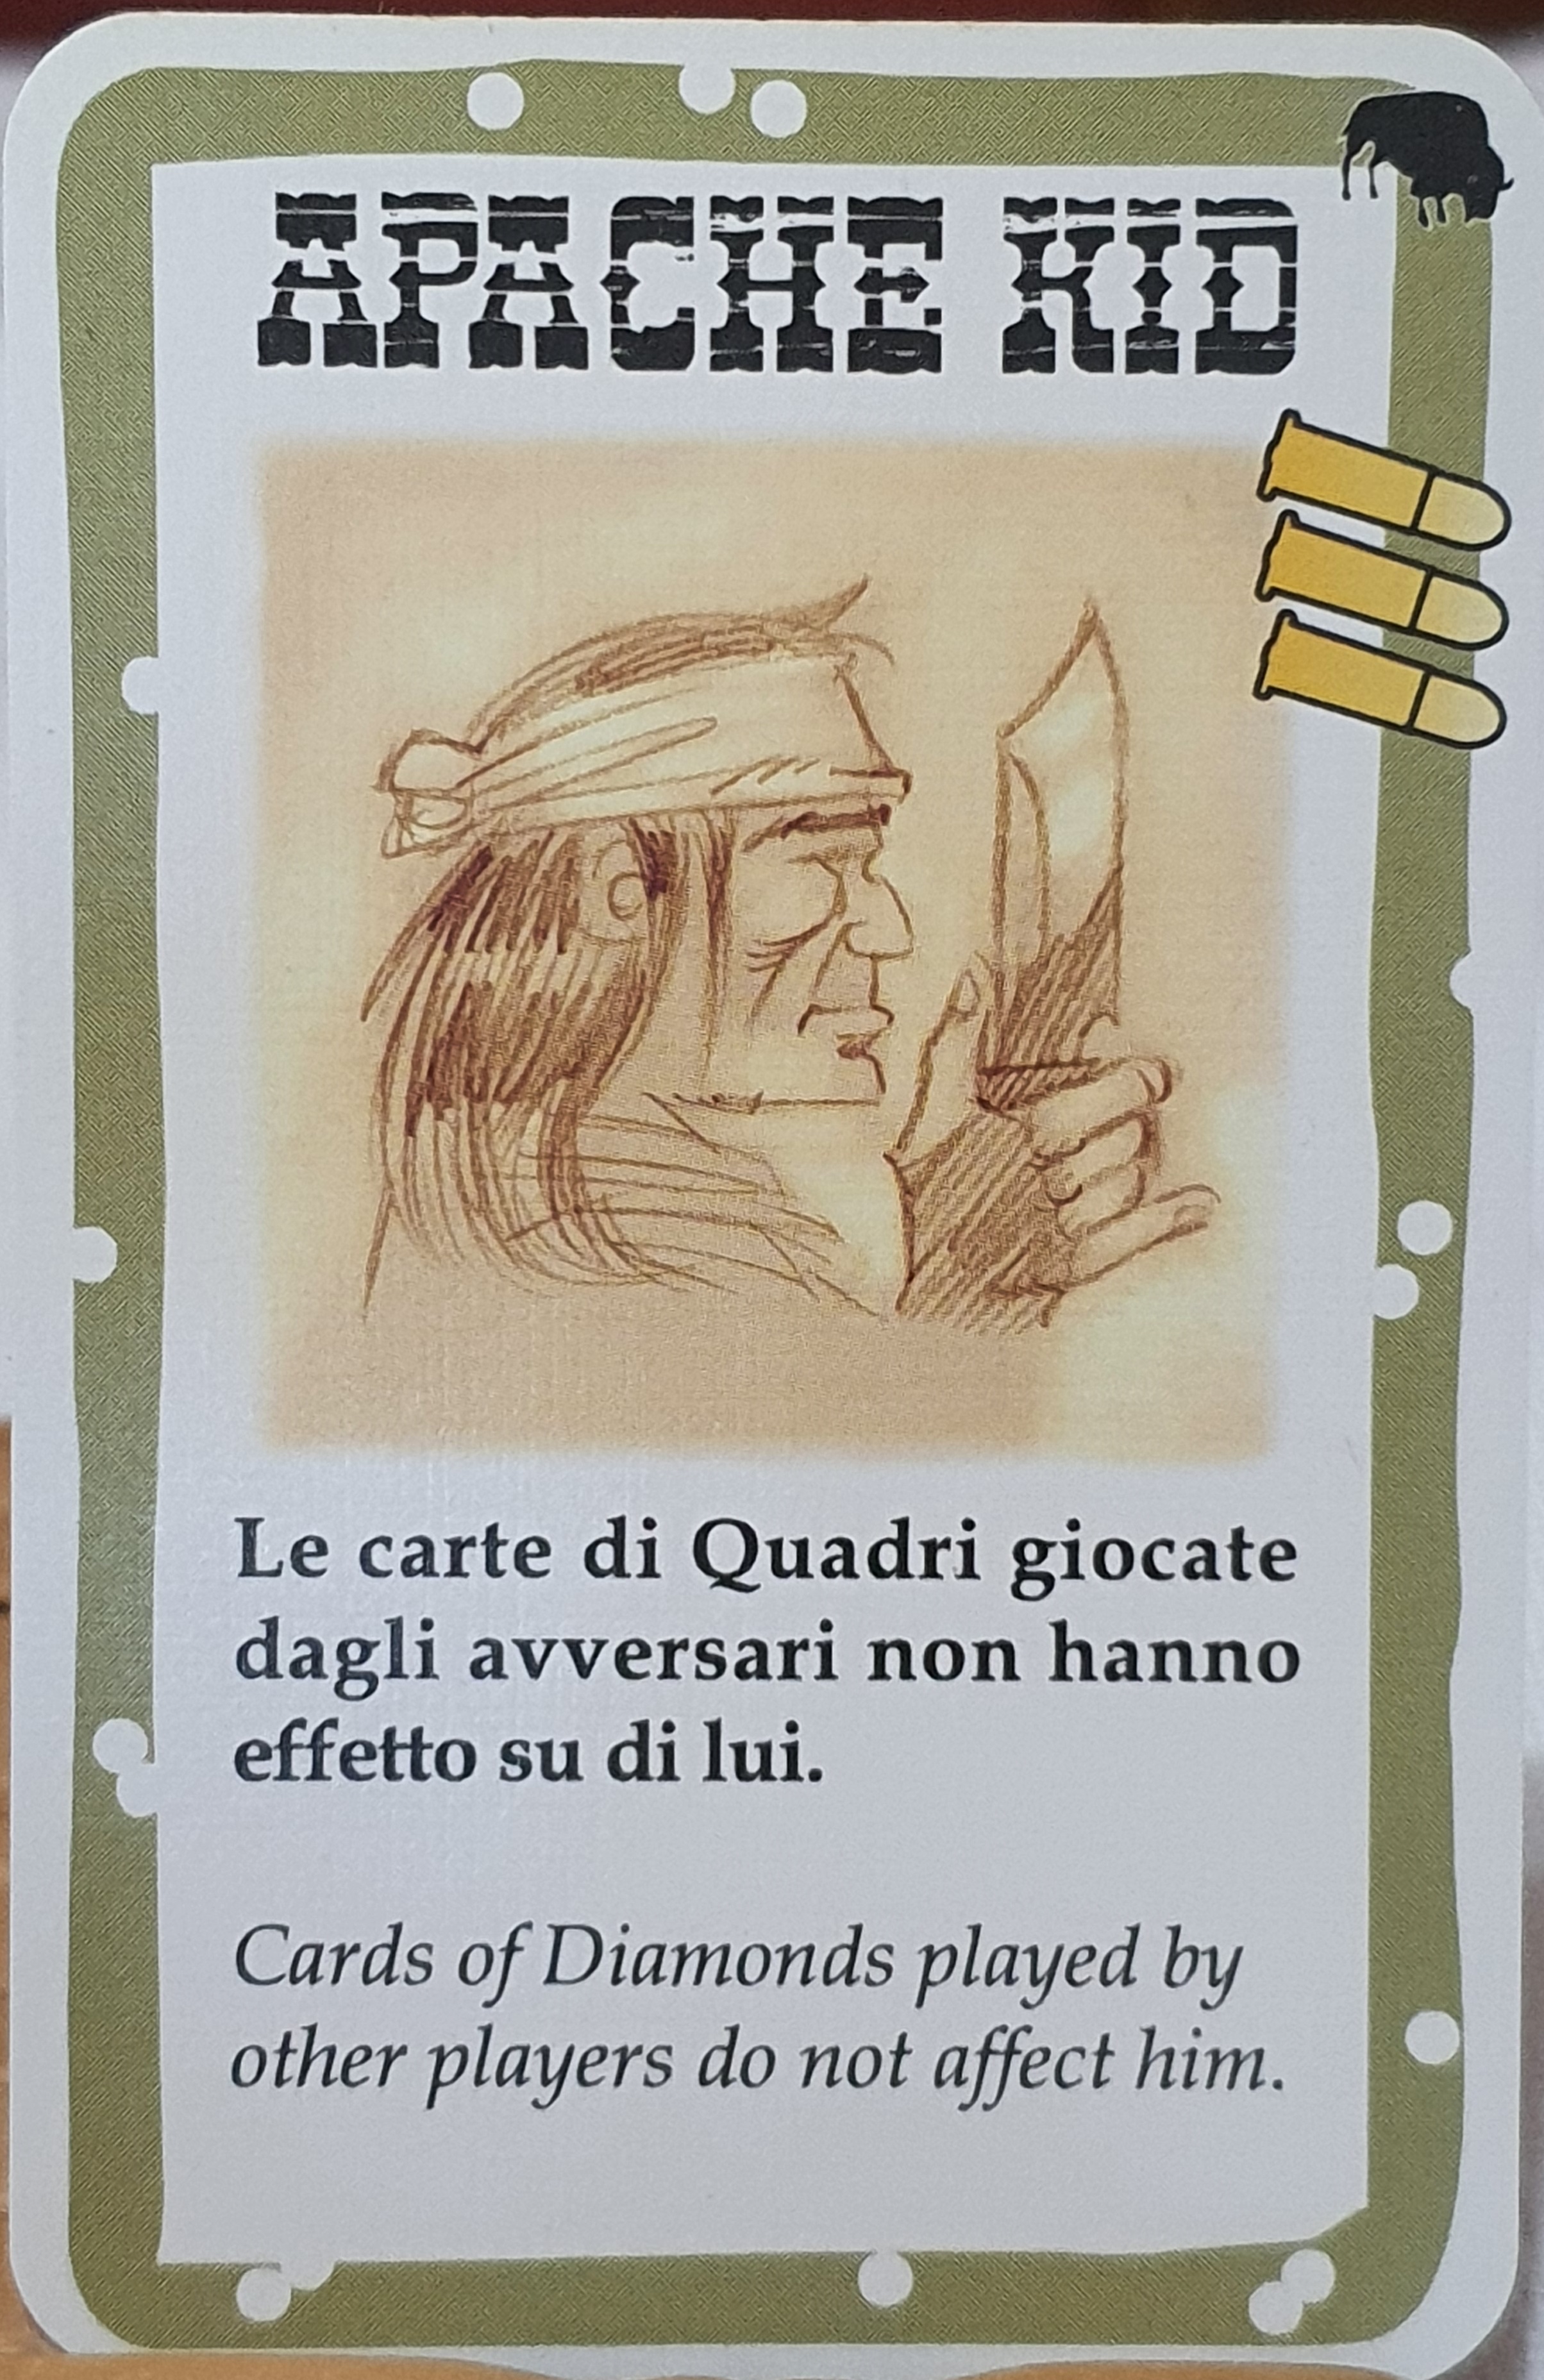 APACHE KID
Le carte di Quadri giocate
dagli avversari non hanno
effetto su di lui.
Cards of Diamonds played by
other players do not affect him.